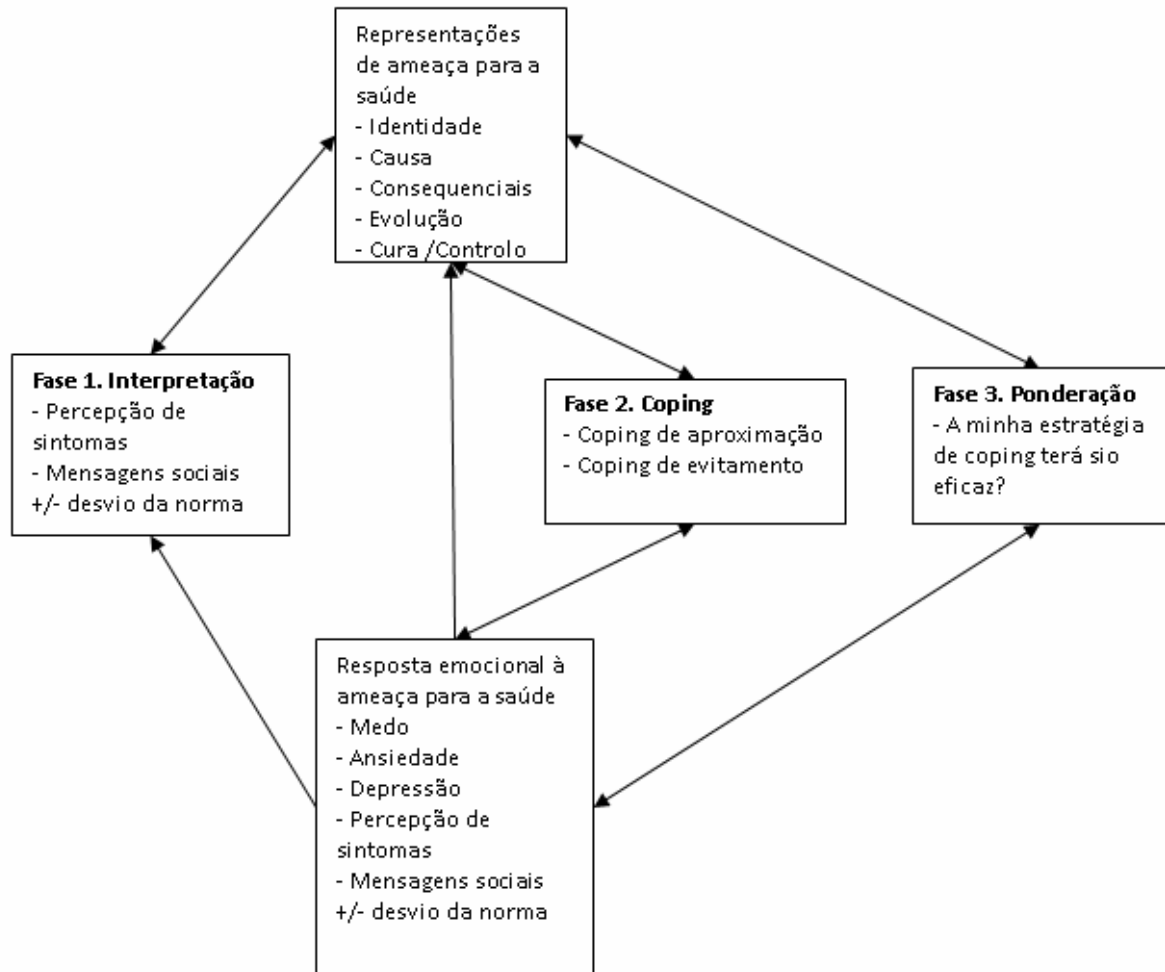 Representações
de ameaça para a
saúde
- Identidade
- Causa
- Consequenciais
- Evolução
- Cura /Controlo
Fase 1. Interpretação
- Percepção de
sintomas
- Mensagens sociais
+/- desvio da norma
Fase 2. Coping
- Coping de aproximação
- Coping de evitamento
Fase 3. Ponderação
- A minha estratégia
de coping terá sio
eficaz?
Resposta emocional à
ameaça para a saúde
- Medo
- Ansiedade
- Depressão
- Percepção de
sintomas
- Mensagens sociais
+/- desvio da norma